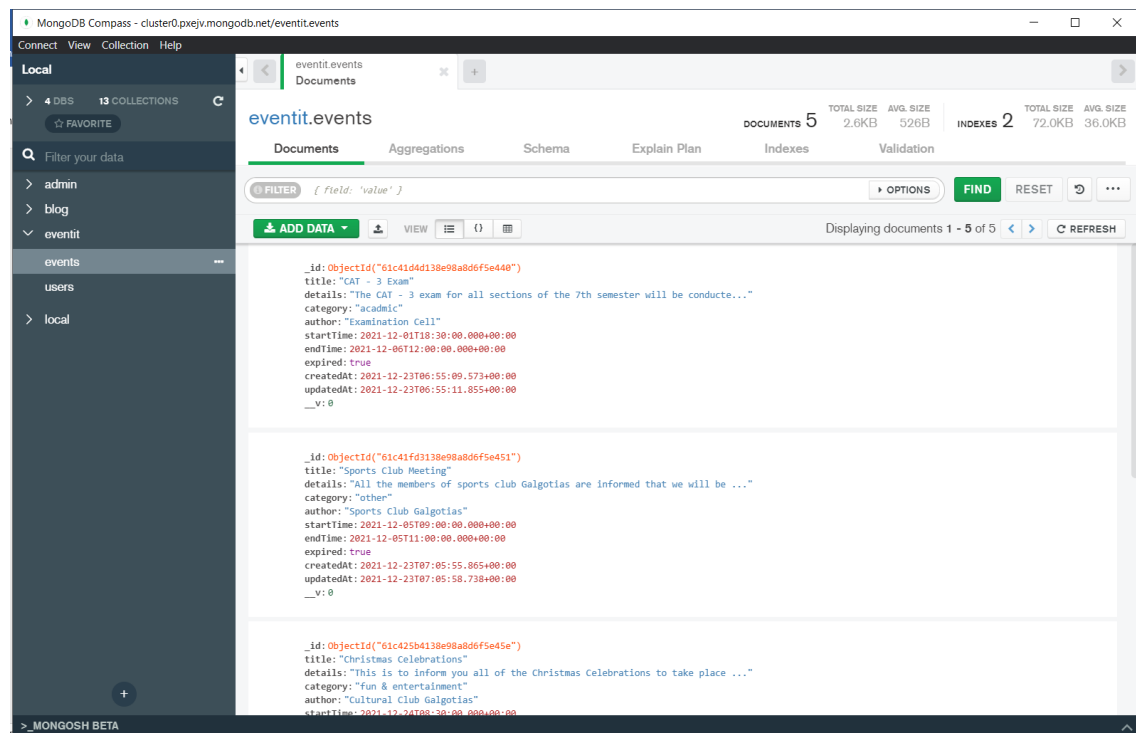 MongoDB Compass - cluster0.pxejv.mongodb.net/eventit.events
Connect View Collection Help
Local
eventit.events
Documents
4 DBS 13 COLLECTIONS
FAVORITE
eventit.events
DOCUMENTS 5
TOTAL SIZE AVG. SIZE
2.6KB 526B
INDEXES 2
TOTAL SIZE AVG. SIZE
72.0KB 36.0KB
Filter your data
Documents Aggregations Schema Explain Plan Indexes Validation
admin
blog
eventit
events
users
local
FILTER { field: 'value' }
OPTIONS FIND RESET
ADD DATA VIEW {} Displaying documents 1 - 5 of 5 REFRESH
_id: ObjectId("61c41d4d138e98a8d6f5e440")
title: "CAT - 3 Exam"
details: "The CAT - 3 exam for all sections of the 7th semester will be conducte..."
category: "acadmic"
author: "Examination Cell"
startTime: 2021-12-01T18:30:00.000+00:00
endTime: 2021-12-06T12:00:00.000+00:00
expired: true
createdAt: 2021-12-23T06:55:09.573+00:00
updatedAt: 2021-12-23T06:55:11.855+00:00
__v: 0
_id: ObjectId("61c41fd3138e98a8d6f5e451")
title: "Sports Club Meeting"
details: "All the members of sports club Galgotias are informed that we will be ..."
category: "other"
author: "Sports Club Galgotias"
startTime: 2021-12-05T09:00:00.000+00:00
endTime: 2021-12-05T11:00:00.000+00:00
expired: true
createdAt: 2021-12-23T07:05:55.865+00:00
updatedAt: 2021-12-23T07:05:58.738+00:00
__v: 0
_id: ObjectId("61c425b4138e98a8d6f5e45e")
title: "Christmas Celebrations"
details: "This is to inform you all of the Christmas Celebrations to take place ..."
category: "fun & entertainment"
author: "Cultural Club Galgotias"
startTime: 2021-12-24T08:30:00.000+00:00
>_MONGOSH BETA